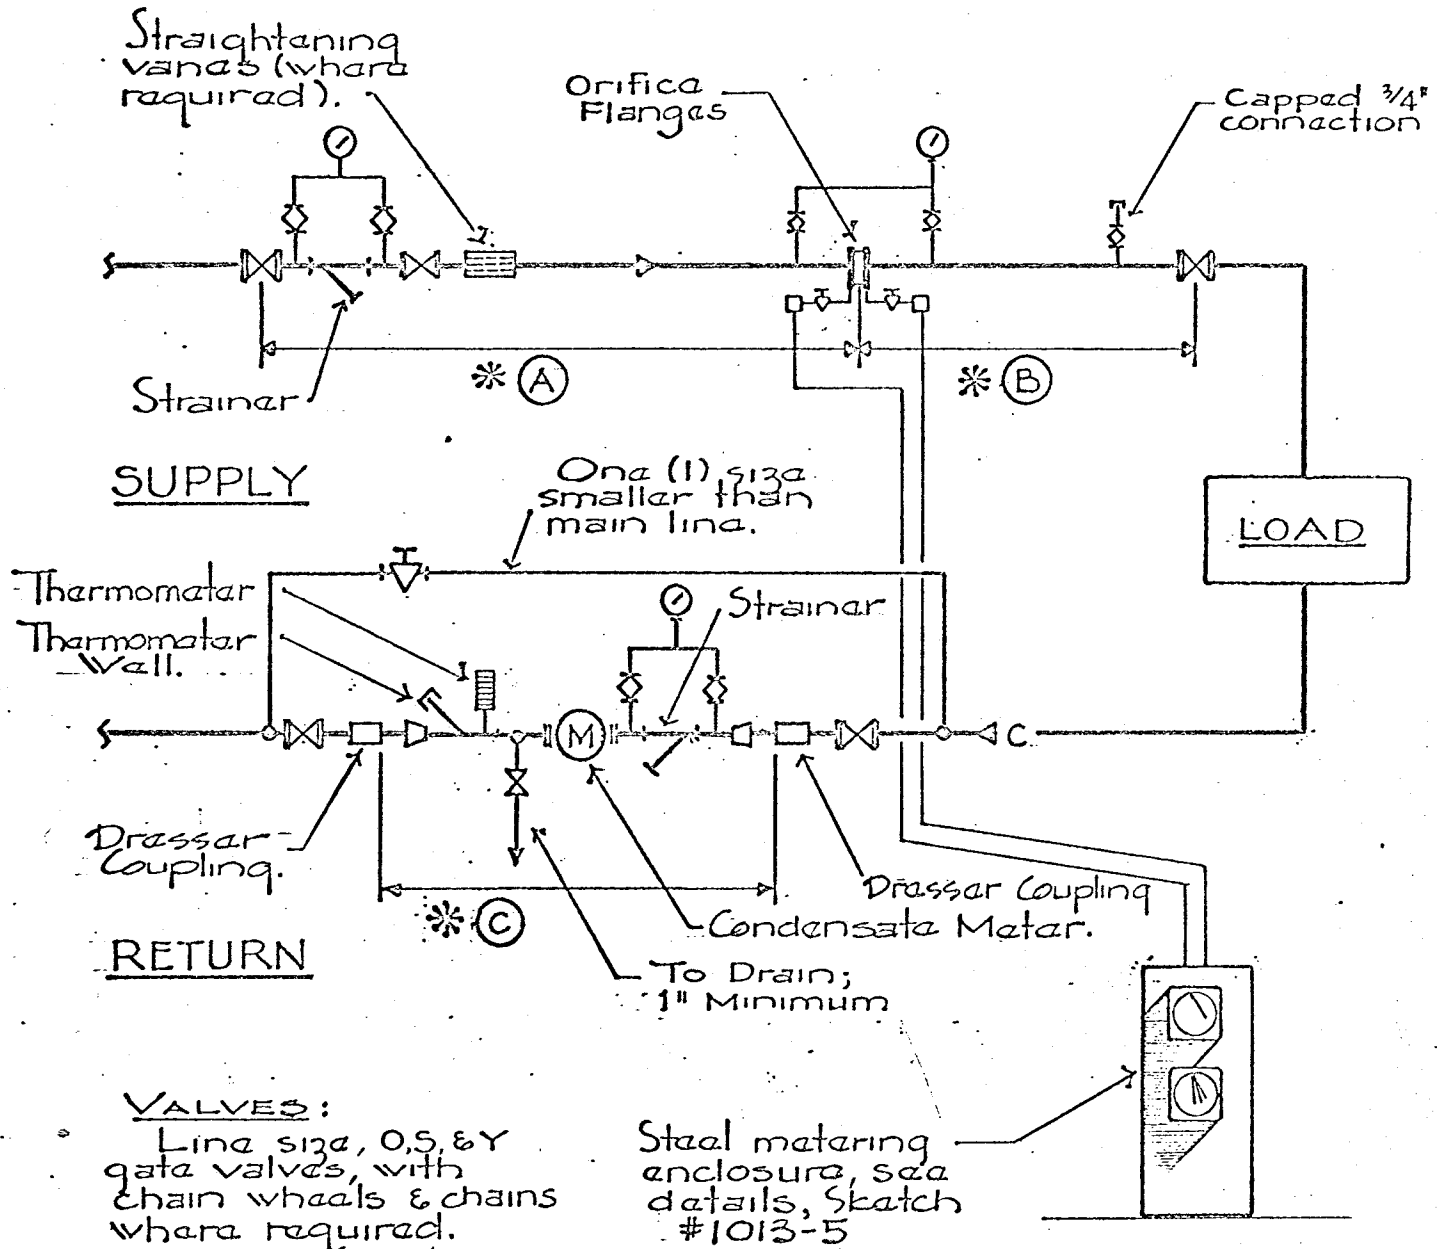 Straightening
vanes (where
required).
Orifice
Flanges
Capped 3/4"
connection
Strainer
A
B
SUPPLY
One (1) size
smaller than
main line.
LOAD
Thermometer
Thermometer
Well.
Strainer
M
C
Dresser
Coupling.
C
Dresser Coupling
Condensate Meter.
RETURN
To Drain;
1" Minimum
VALVES:
Line size, O,S, & Y
gate valves, with
chain wheels & chains
where required.
Steel metering
enclosure, see
details, Sketch
#1013-5